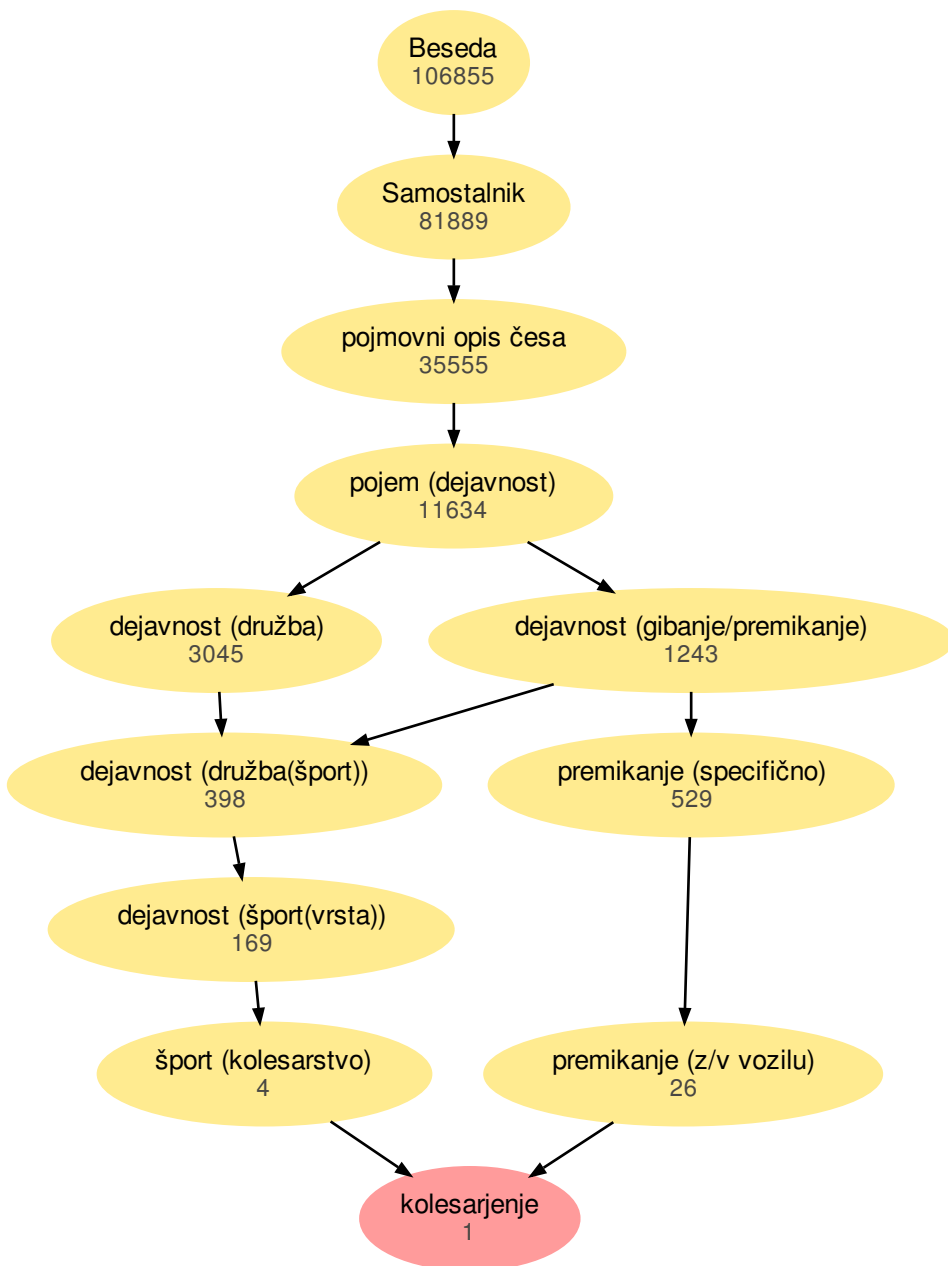 Beseda
106855
Samostalnik
81889
pojmovni opis česa
35555
pojem (dejavnost)
11634
dejavnost (družba)
3045
dejavnost (gibanje/premikanje)
1243
dejavnost (družba(šport))
398
premikanje (specifično)
529
dejavnost (šport(vrsta))
169
šport (kolesarstvo)
4
premikanje (z/v vozilu)
26
kolesarjenje
1